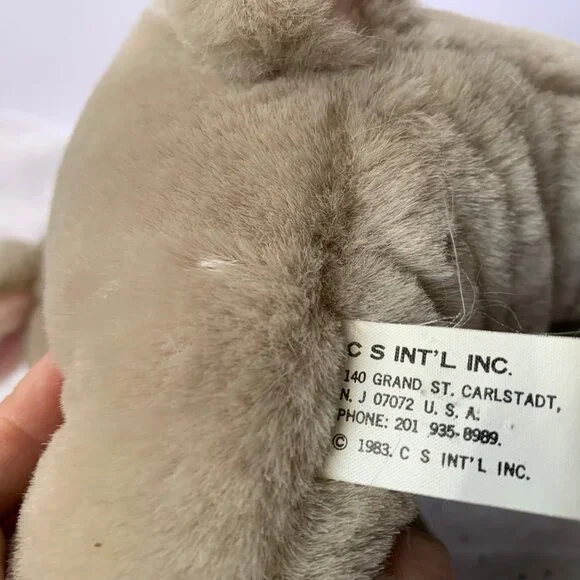 C S INT'L INC.
140 GRAND ST. CARLSTADT,
N. J 07072 U. S. A.
PHONE: 201 935-8989.
© 1983. C S INT'L INC.